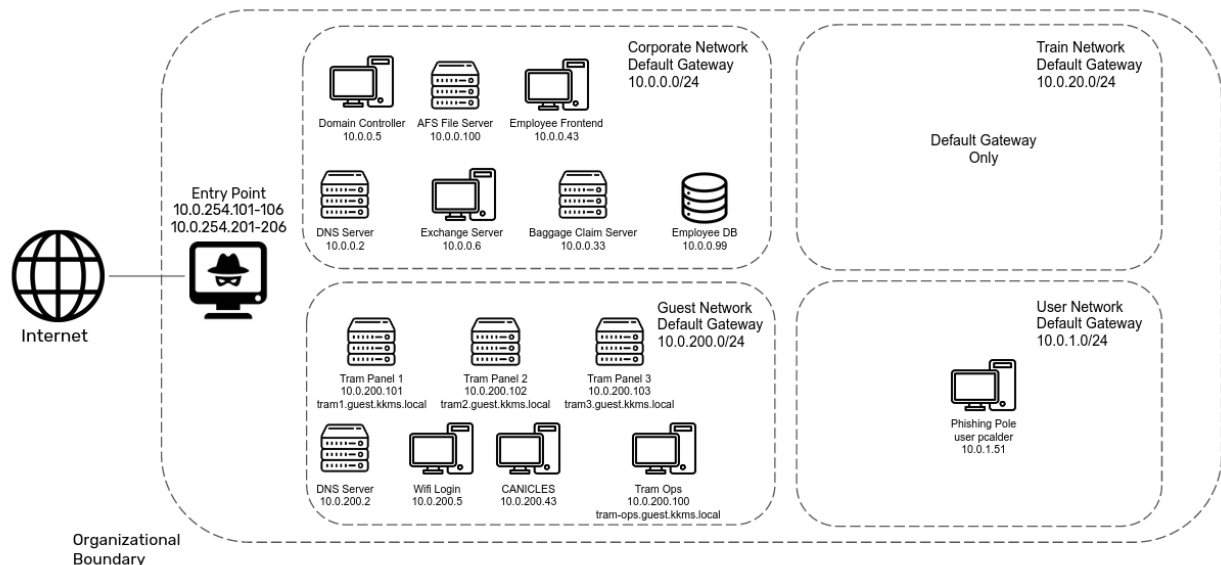 Internet
Entry Point
10.0.254.101-106
10.0.254.201-206
Organizational
Boundary
Corporate Network
Default Gateway
10.0.0.0/24
Domain Controller
10.0.0.5
AFS File Server
10.0.0.100
Employee Frontend
10.0.0.43
DNS Server
10.0.0.2
Exchange Server
10.0.0.6
Baggage Claim Server
10.0.0.33
Employee DB
10.0.0.99
Train Network
Default Gateway
10.0.20.0/24
Default Gateway
Only
Guest Network
Default Gateway
10.0.200.0/24
Tram Panel 1
10.0.200.101
tram1.guest.kkms.local
Tram Panel 2
10.0.200.102
tram2.guest.kkms.local
Tram Panel 3
10.0.200.103
tram3.guest.kkms.local
DNS Server
10.0.200.2
Wifi Login
10.0.200.5
CANICLES
10.0.200.43
Tram Ops
10.0.200.100
tram-ops.guest.kkms.local
User Network
Default Gateway
10.0.1.0/24
Phishing Pole
user pcalder
10.0.1.51